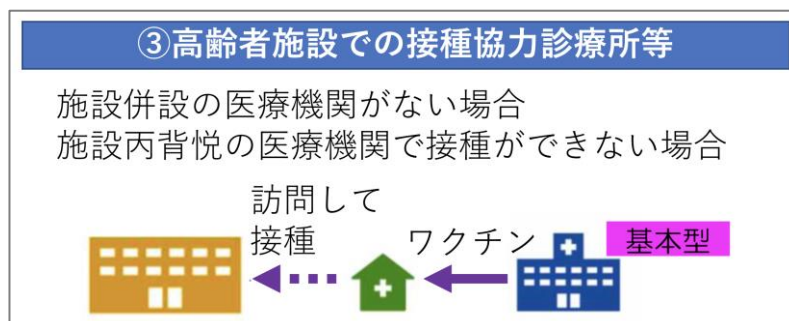 ③高齢者施設での接種協力診療所等
施設併設の医療機関がない場合
施設丙背悦の医療機関で接種ができない場合
訪問して
接種
ワクチン
基本型